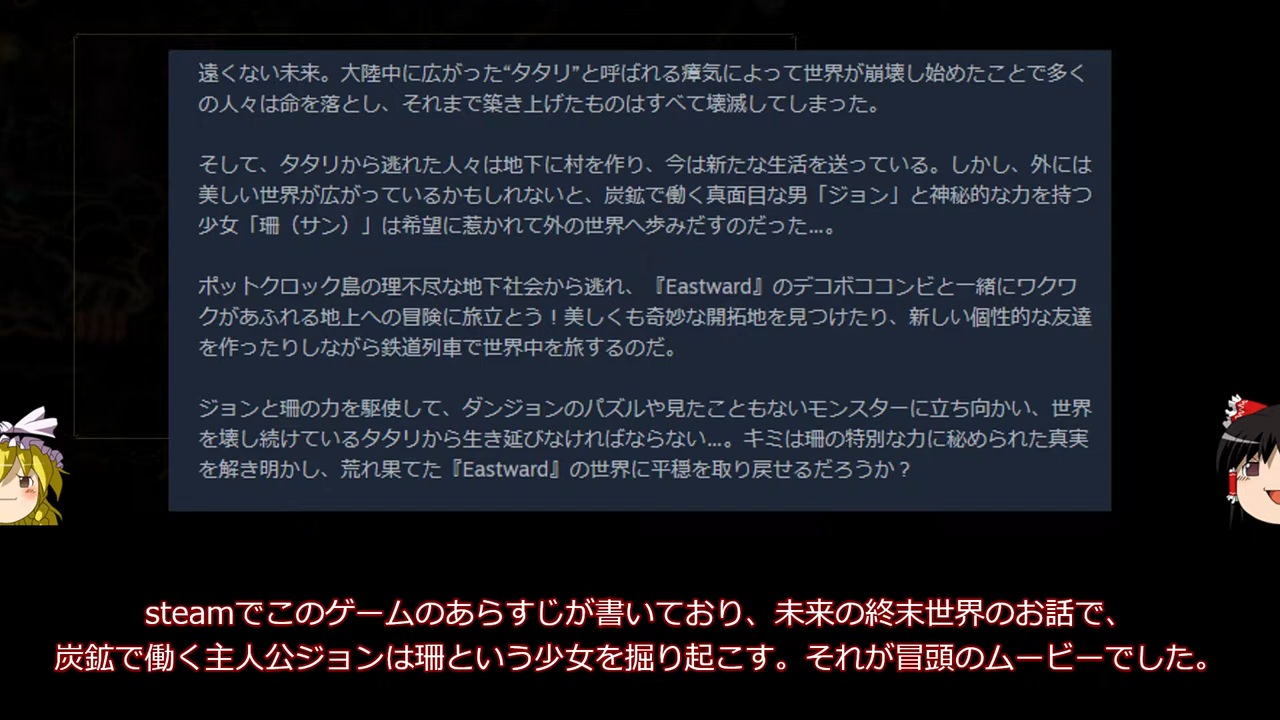 遠くない未来。大陸中に広がった“タタリ”と呼ばれる瘴気によって世界が崩壊し始めたことで多く
の人々は命を落とし、それまで築き上げたものはすべて壊滅してしまった。
そして、タタリから逃れた人々は地下に村を作り、今は新たな生活を送っている。しかし、外には
美しい世界が広がっているかもしれないと、炭鉱で働く真面目な男「ジョン」と神秘的な力を持つ
少女「珊（サン）」は希望に惹かれて外の世界へ歩みだすのだった…。
ポットクロック島の理不尽な地下社会から逃れ、『Eastward』のデコボココンビと一緒にワクワ
クがあふれる地上への冒険に旅立とう！美しくも奇妙な開拓地を見つけたり、新しい個性的な友達
を作ったりしながら鉄道列車で世界中を旅するのだ。
ジョンと珊の力を駆使して、ダンジョンのパズルや見たこともないモンスターに立ち向かい、世界
を壊し続けているタタリから生き延びなければならない…。キミは珊の特別な力に秘められた真実
を解き明かし、荒れ果てた『Eastward』の世界に平穏を取り戻せるだろうか？
steamでこのゲームのあらすじが書いており、未来の終末世界のお話で、
炭鉱で働く主人公ジョンは珊という少女を掘り起こす。それが冒頭のムービーでした。